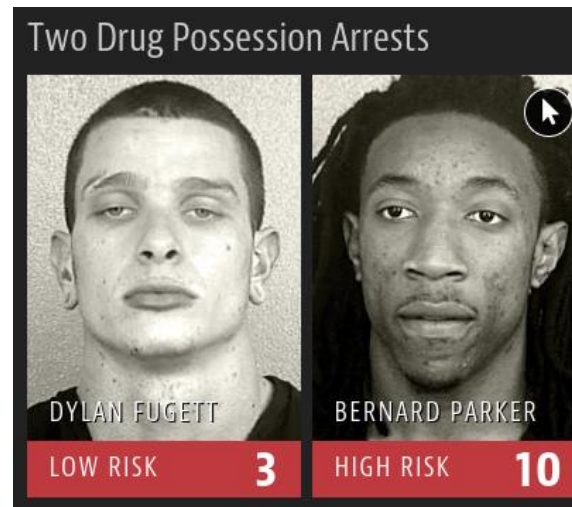 Two Drug Possession Arrests
DYLAN FUGETT
BERNARD PARKER
LOW RISK 3
HIGH RISK 10